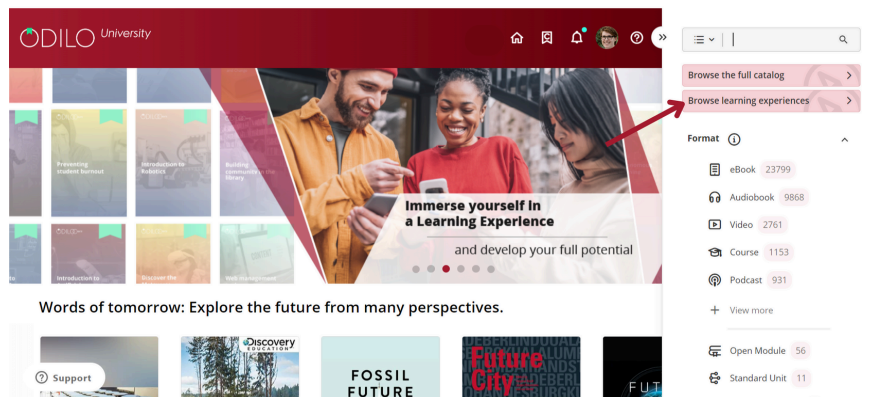 ODILO University
Browse the full catalog
Browse learning experiences
Format
eBook 23799
Audiobook 9868
Video 2761
Course 1153
Podcast 931
View more
Open Module 56
Standard Unit 11
Preventing
student burnout
Introduction to
Robotics
Building
community in the
library
Introduction to
Discover the
Web management
Immerse yourself in
a Learning Experience
and develop your full potential
Words of tomorrow: Explore the future from many perspectives.
Discovery
EDUCATION
FOSSIL
FUTURE
Future
City
FUT
Support